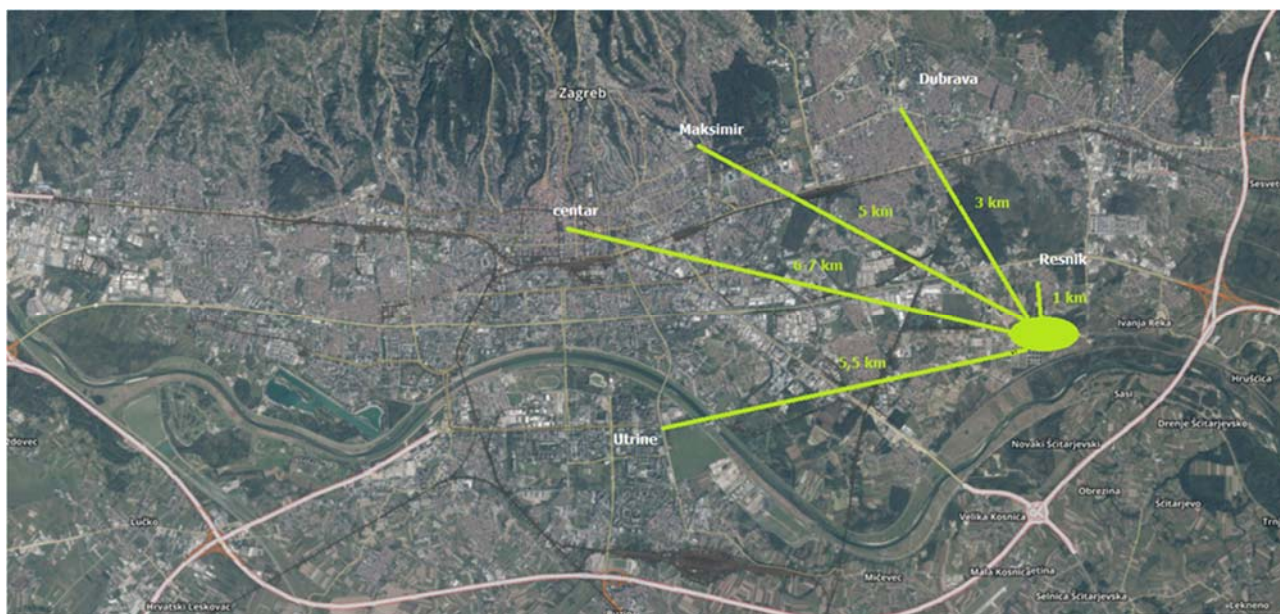 Dubrava
Zagreb
Maksimir
Sesvet
centar
5 km
3 km
Resnik
6-7 km
1 km
Ivanja Reka
5,5 km
Hrušćica
Sasi
Drenje Šćitarjevsko
Utrine
Novaki Šćitarjevski
Obrezina
Šćitarjevo
Velika Kosnica
Lučko
Mala Kosnica
etina
Mičevec
Selnica Šćitarjevska
Hrvatski Leskovac
Lekneno